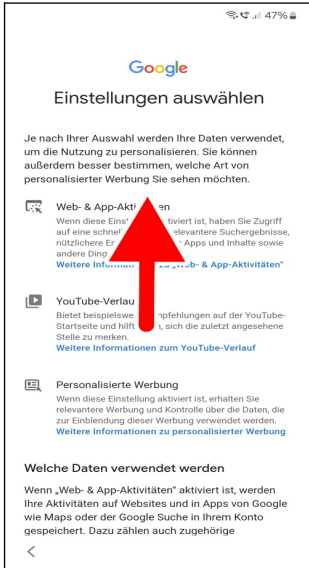 47%
Google
Einstellungen auswählen
Je nach Ihrer Auswahl werden Ihre Daten verwendet,
um die Nutzung zu personalisieren. Sie können
außerdem besser bestimmen, welche Art von
personalisierter Werbung Sie sehen möchten.
Web- & App-Akt
Wenn diese tiviert ist, haben Sie Zugriff
auf eine relevantere Suchergebnisse,
nützlichere Apps und Inhalte sowie
andere
Weitere zu „Web- & App-Aktivitäten"
YouTube-Verlau
Bietet beispielswe mpfehlungen auf der YouTube-
Startseite und hilft , sich die zuletzt angesehene
Stelle zu merken.
Weitere Informationen zum YouTube-Verlauf
Personalisierte Werbung
Wenn diese Einstellung aktiviert ist, erhalten Sie
relevantere Werbung und Kontrolle über die Daten, die
zur Einblendung dieser Werbung verwendet werden.
Weitere Informationen zu personalisierter Werbung
Welche Daten verwendet werden
Wenn „Web- & App-Aktivitäten" aktiviert ist, werden
Ihre Aktivitäten auf Websites und in Apps von Google
wie Maps oder der Google Suche in Ihrem Konto
gespeichert. Dazu zählen auch zugehörige